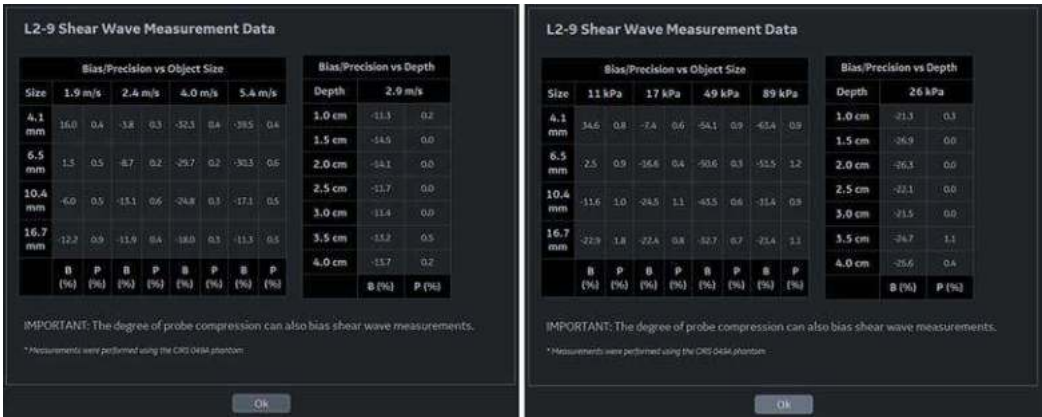 L2-9 Shear Wave Measurement Data
Bias/Precision vs Object Size
Size 1.9 m/s 2.4 m/s 4.0 m/s 5.4 m/s
4.1 mm 16.0 0.4 -3.8 0.3 -32.3 0.4 -39.5 0.4
6.5 mm 1.3 0.5 -8.7 0.2 -29.7 0.2 -30.3 0.6
10.4 mm -6.0 0.5 -13.1 0.6 -24.8 0.3 -17.1 0.5
16.7 mm -12.2 0.9 -11.9 0.4 -18.0 0.3 -11.3 0.5
B (%) P (%) B (%) P (%) B (%) P (%) B (%) P (%)
Bias/Precision vs Depth
Depth 2.9 m/s
1.0 cm -11.3 0.2
1.5 cm -14.5 0.0
2.0 cm -14.1 0.0
2.5 cm -11.7 0.0
3.0 cm -11.4 0.0
3.5 cm -13.2 0.5
4.0 cm -13.7 0.2
B (%) P (%)
IMPORTANT: The degree of probe compression can also bias shear wave measurements.
* Measurements were performed using the CIRS 049A phantom
Ok
L2-9 Shear Wave Measurement Data
Bias/Precision vs Object Size
Size 11 kPa 17 kPa 49 kPa 89 kPa
4.1 mm 34.6 0.8 -7.4 0.6 -54.1 0.9 -63.4 0.9
6.5 mm 2.5 0.9 -16.6 0.4 -50.6 0.3 -51.5 1.2
10.4 mm -11.6 1.0 -24.5 1.1 -43.5 0.6 -31.4 0.9
16.7 mm -22.9 1.8 -22.4 0.8 -32.7 0.7 -21.4 1.1
B (%) P (%) B (%) P (%) B (%) P (%) B (%) P (%)
Bias/Precision vs Depth
Depth 26 kPa
1.0 cm -21.3 0.3
1.5 cm -26.9 0.0
2.0 cm -26.3 0.0
2.5 cm -22.1 0.0
3.0 cm -21.5 0.0
3.5 cm -24.7 1.1
4.0 cm -25.6 0.4
B (%) P (%)
IMPORTANT: The degree of probe compression can also bias shear wave measurements.
* Measurements were performed using the CIRS 049A phantom
Ok